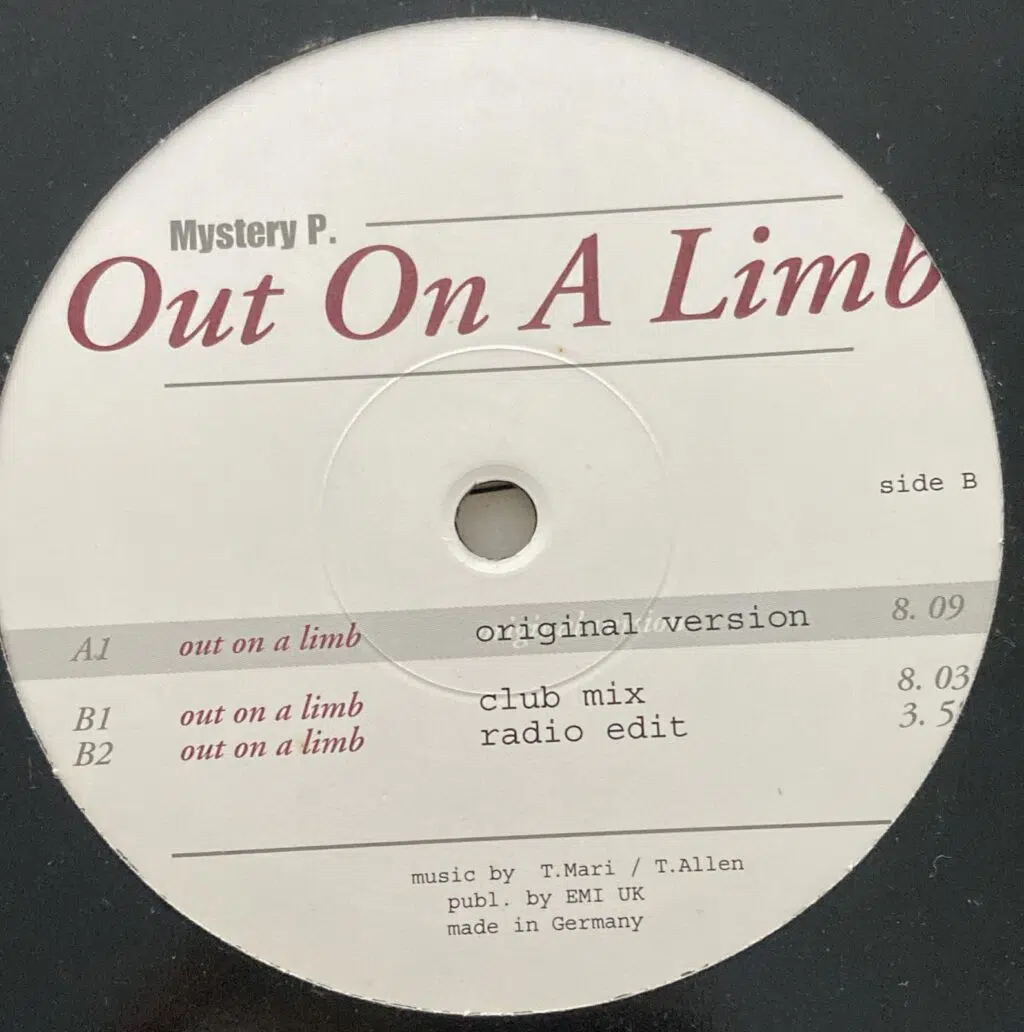 Mystery P.
Out On A Limb
side B
A1 out on a limb original version 8. 09
B1 out on a limb club mix 8. 03
B2 out on a limb radio edit
music by T.Mari / T.Allen
publ. by EMI UK
made in Germany